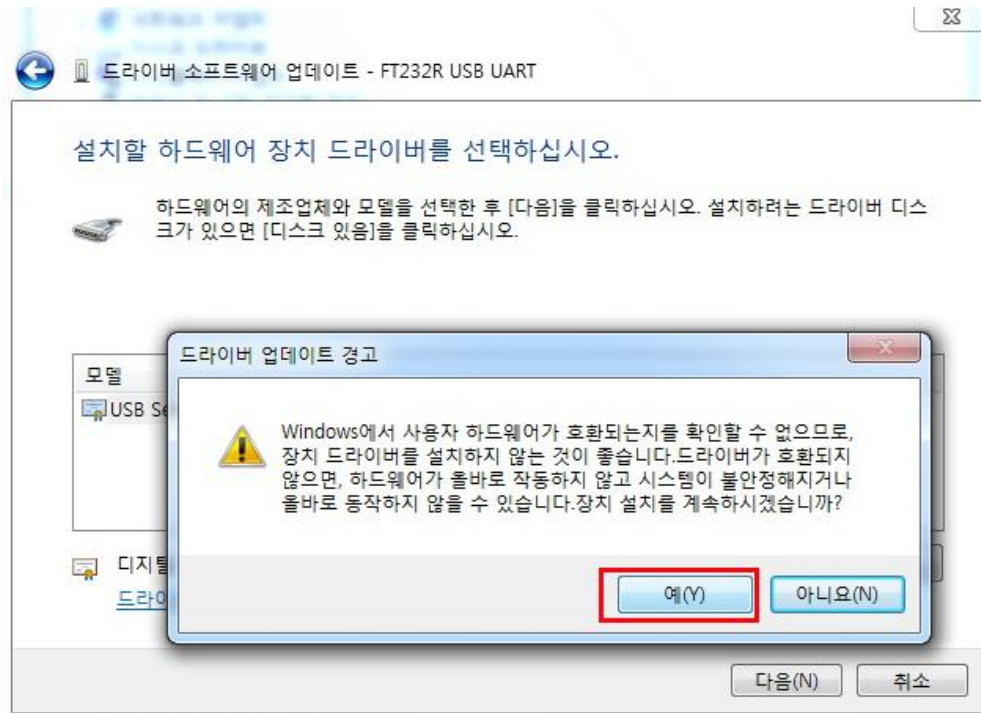 드라이버 소프트웨어 업데이트 - FT232R USB UART
설치할 하드웨어 장치 드라이버를 선택하십시오.
하드웨어의 제조업체와 모델을 선택한 후 [다음]을 클릭하십시오. 설치하려는 드라이버 디스
크가 있으면 [디스크 있음]을 클릭하십시오.
모델
USB Se
드라이버 업데이트 경고
Windows에서 사용자 하드웨어가 호환되는지를 확인할 수 없으므로,
장치 드라이버를 설치하지 않는 것이 좋습니다.드라이버가 호환되지
않으면, 하드웨어가 올바로 작동하지 않고 시스템이 불안정해지거나
올바로 동작하지 않을 수 있습니다.장치 설치를 계속하시겠습니까?
예(Y) 아니요(N)
디지털
드라이
다음(N) 취소